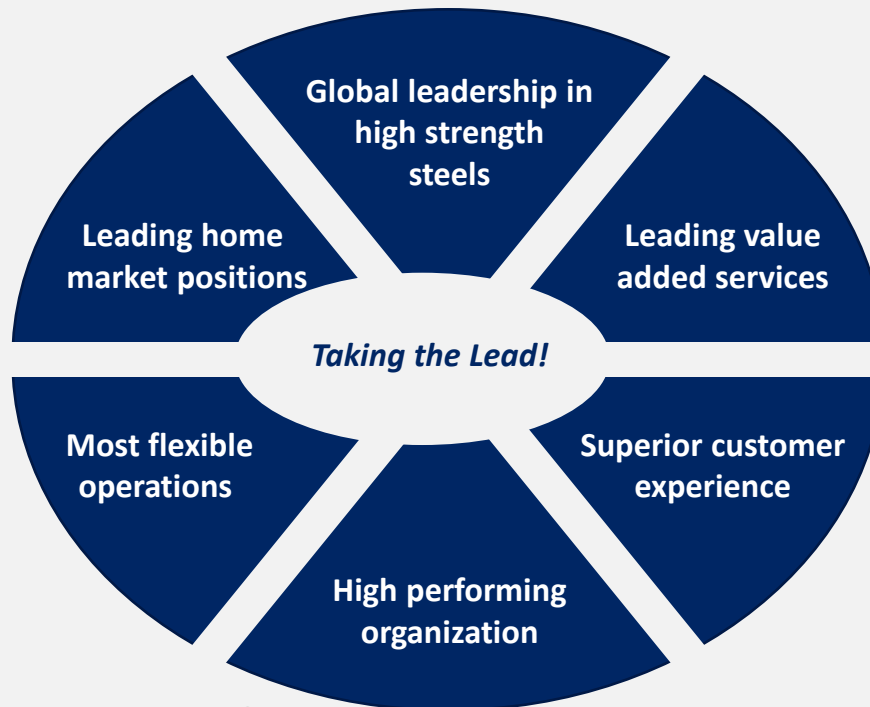 Global leadership in
high strength
steels
Leading home
market positions
Leading value
added services
Taking the Lead!
Most flexible
operations
Superior customer
experience
High performing
organization